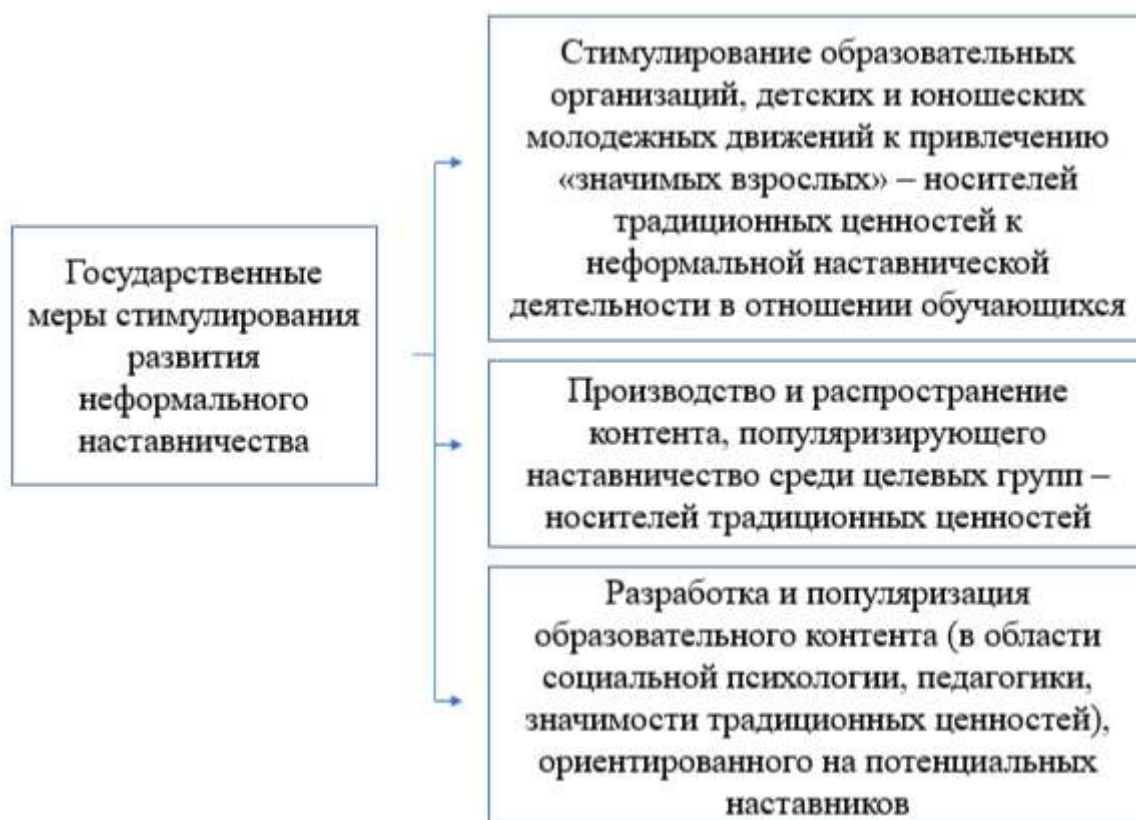 Государственные
меры стимулирования
развития
неформального
наставничества
Стимулирование образовательных
организаций, детских и юношеских
молодежных движений к привлечению
«значимых взрослых» – носителей
традиционных ценностей к
неформальной наставнической
деятельности в отношении обучающихся
Производство и распространение
контента, популяризирующего
наставничество среди целевых групп –
носителей традиционных ценностей
Разработка и популяризация
образовательного контента (в области
социальной психологии, педагогики,
значимости традиционных ценностей),
ориентированного на потенциальных
наставников